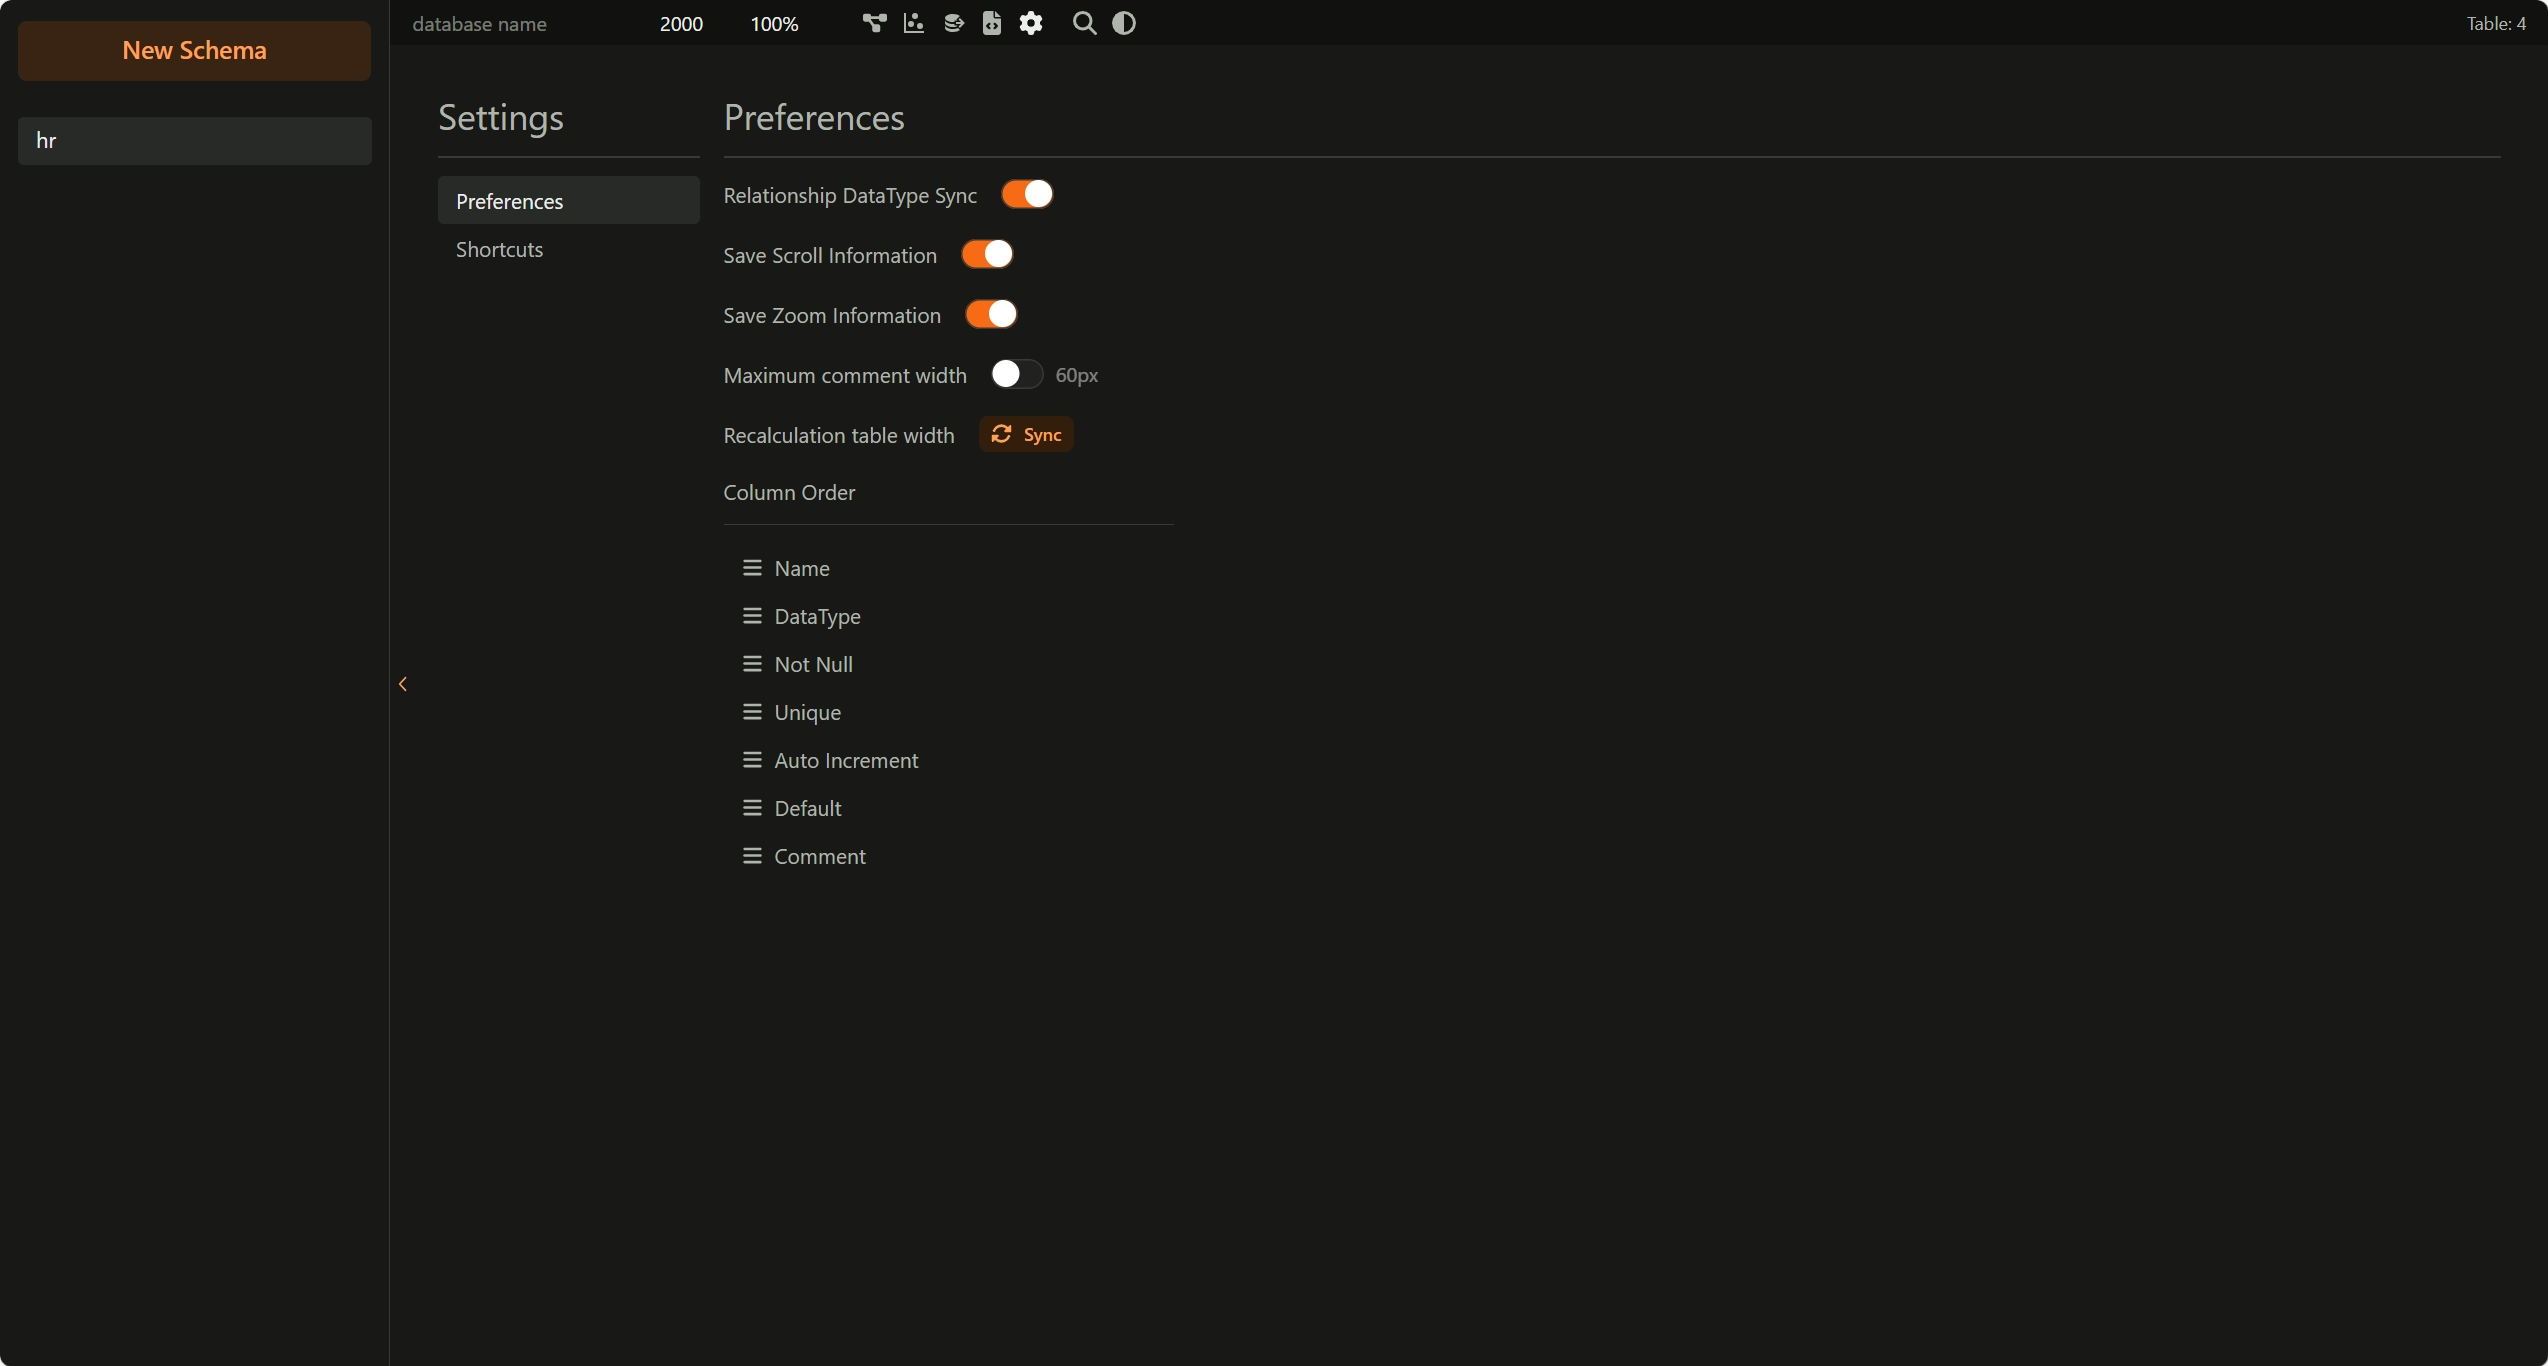 New Schema
hr
database name 2000 100% Table: 4
Settings
Preferences
Shortcuts
Preferences
Relationship DataType Sync
Save Scroll Information
Save Zoom Information
Maximum comment width 60px
Recalculation table width Sync
Column Order
Name
DataType
Not Null
Unique
Auto Increment
Default
Comment